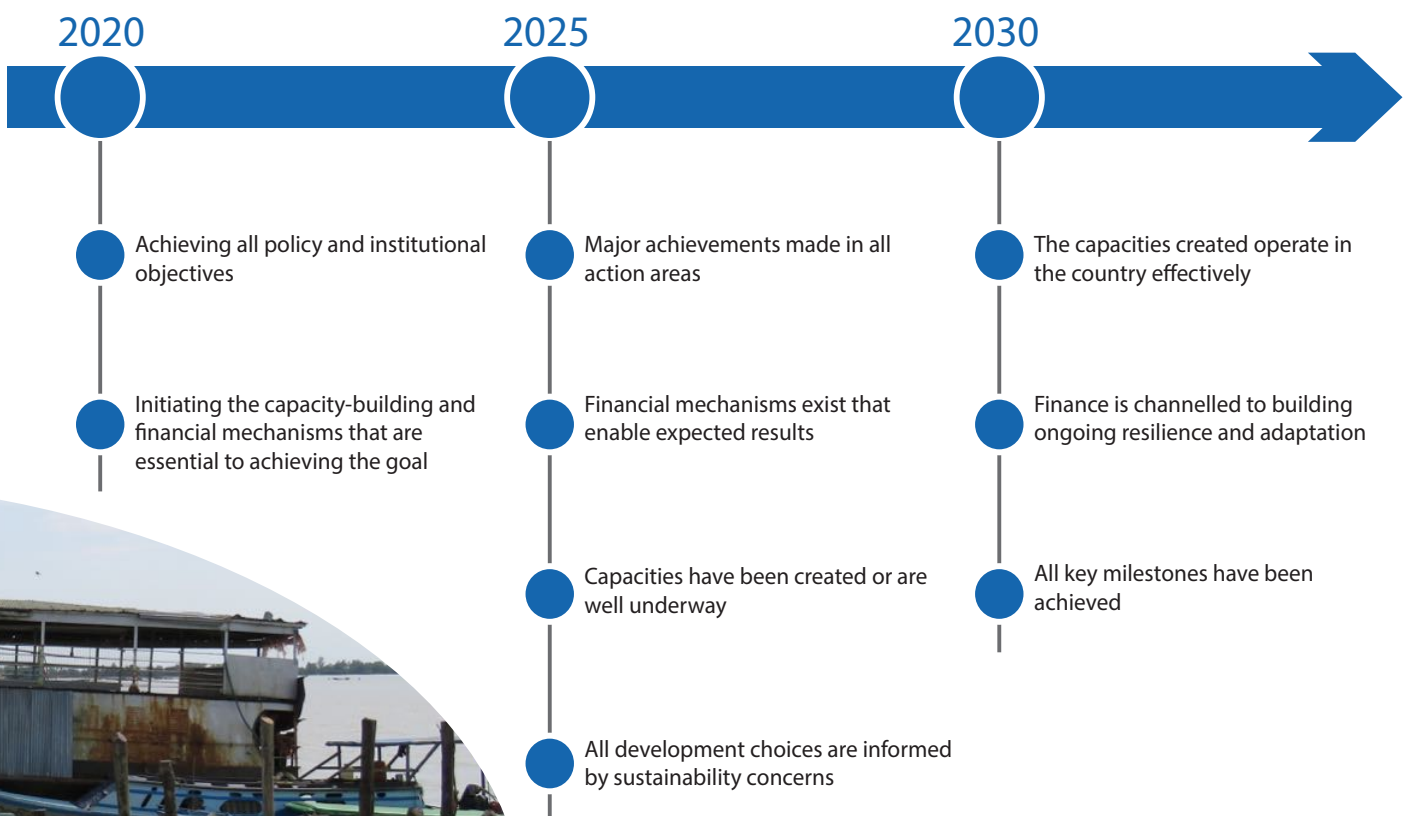 2020
Achieving all policy and institutional
objectives
Initiating the capacity-building and
financial mechanisms that are
essential to achieving the goal
2025
Major achievements made in all
action areas
Financial mechanisms exist that
enable expected results
Capacities have been created or are
well underway
All development choices are informed
by sustainability concerns
2030
The capacities created operate in
the country effectively
Finance is channelled to building
ongoing resilience and adaptation
All key milestones have been
achieved